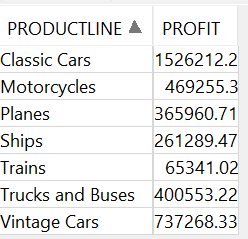 PRODUCTLINE PROFIT
Classic Cars 1526212.2
Motorcycles 469255.3
Planes 365960.71
Ships 261289.47
Trains 65341.02
Trucks and Buses 400553.22
Vintage Cars 737268.33